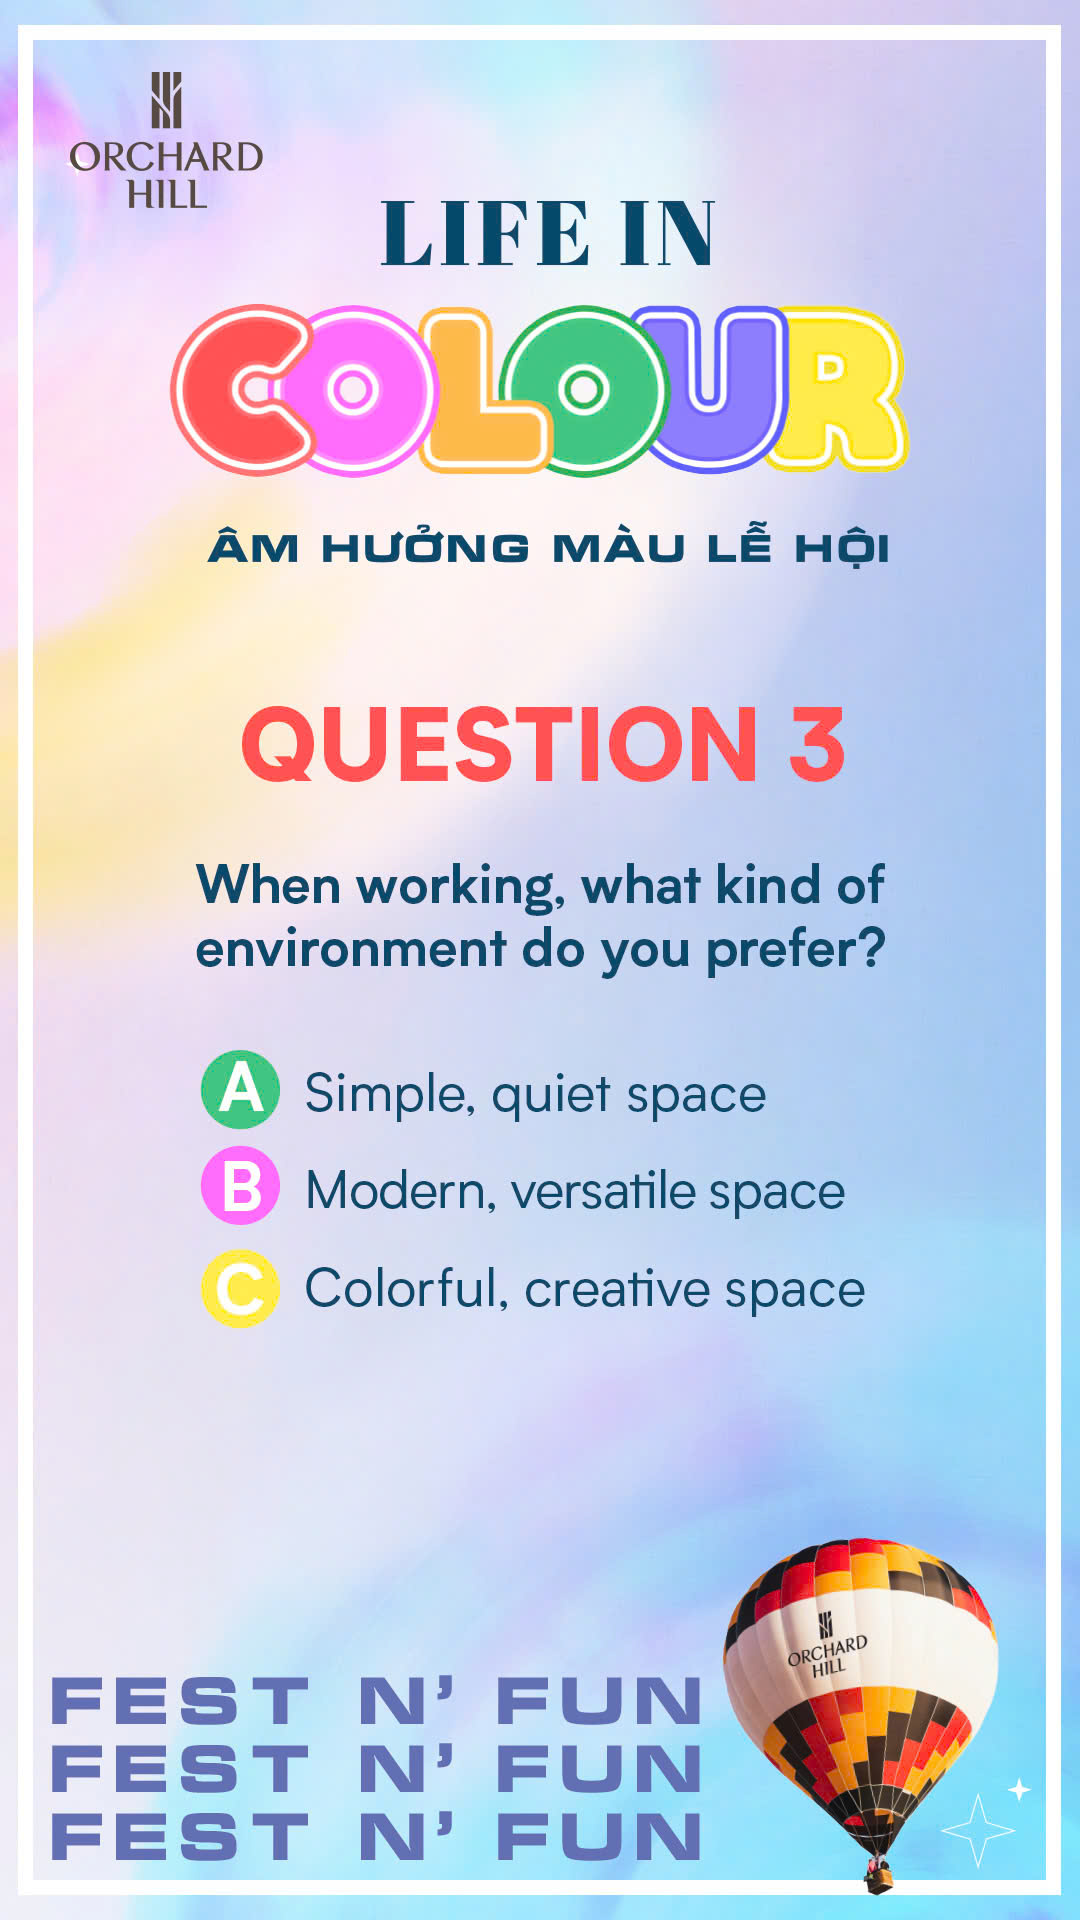 ORCHARD
HILL
LIFE IN
COLOUR
ÂM HƯỞNG MÀU LỄ HỘI
QUESTION 3
When working, what kind of
environment do you prefer?
A Simple, quiet space
B Modern, versatile space
C Colorful, creative space
ORCHARD
HILL
FEST N’ FUN
FEST N’ FUN
FEST N’ FUN